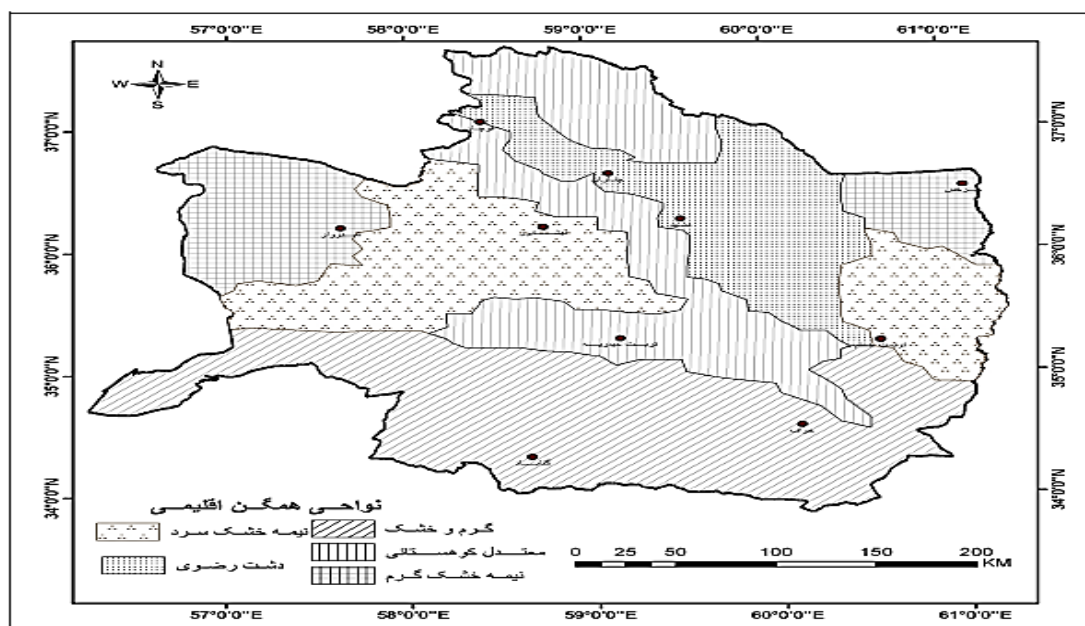 57°0'0"E 58°0'0"E 59°0'0"E 60°0'0"E 61°0'0"E
N
W E
S
37°0'0"N 37°0'0"N
36°0'0"N 36°0'0"N
تربت حیدریه
35°0'0"N 35°0'0"N
34°0'0"N 34°0'0"N
نواحی همگن اقلیمی
گرم و خشک
نیمه خشک سرد
معتدل کوهستانی
دشت رضوی
نیمه خشک گرم
0 25 50 100 150 200
KM
57°0'0"E 58°0'0"E 59°0'0"E 60°0'0"E 61°0'0"E